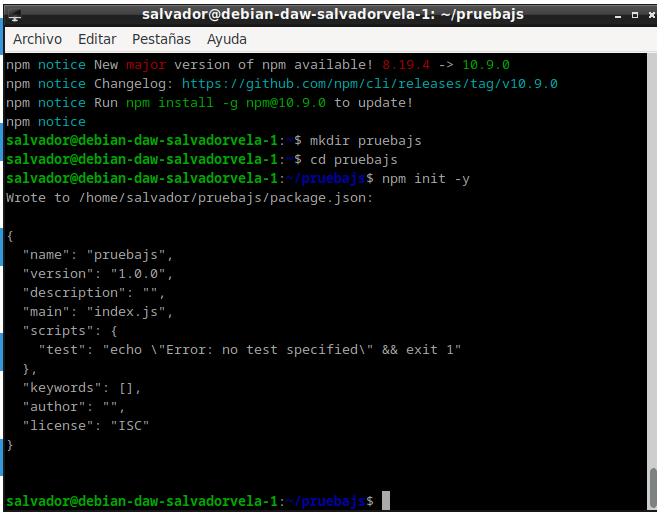 salvador@debian-daw-salvadorvela-1: ~/pruebajs
Archivo Editar Pestañas Ayuda
npm notice New major version of npm available! 8.19.4 -> 10.9.0
npm notice Changelog: https://github.com/npm/cli/releases/tag/v10.9.0
npm notice Run npm install -g npm@10.9.0 to update!
npm notice
salvador@debian-daw-salvadorvela-1:~$ mkdir pruebajs
salvador@debian-daw-salvadorvela-1:~$ cd pruebajs
salvador@debian-daw-salvadorvela-1:~/pruebajs$ npm init -y
Wrote to /home/salvador/pruebajs/package.json:
{
  "name": "pruebajs",
  "version": "1.0.0",
  "description": "",
  "main": "index.js",
  "scripts": {
    "test": "echo \"Error: no test specified\" && exit 1"
  },
  "keywords": [],
  "author": "",
  "license": "ISC"
}
salvador@debian-daw-salvadorvela-1:~/pruebajs$